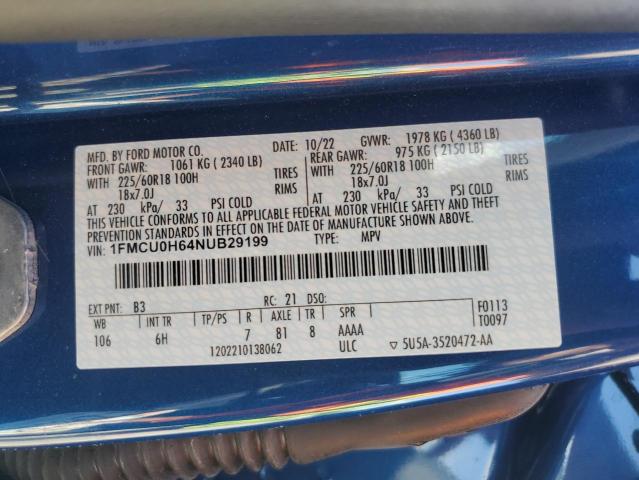 MFD. BY FORD MOTOR CO.
DATE: 10/22 GVWR: 1978 KG ( 4360 LB)
FRONT GAWR: 1061 KG ( 2340 LB)
REAR GAWR: 975 KG ( 2150 LB)
WITH 225/60R18 100H TIRES
WITH 225/60R18 100H TIRES
18x7.0J RIMS
18x7.0J RIMS
AT 230 kPa/ 33 PSI COLD
AT 230 kPa/ 33 PSI COLD
THIS VEHICLE CONFORMS TO ALL APPLICABLE FEDERAL MOTOR VEHICLE SAFETY AND THEFT
PREVENTION STANDARDS IN EFFECT ON THE DATE OF MANUFACTURE SHOWN ABOVE.
VIN: 1FMCU0H64NUB29199 TYPE: MPV
EXT PNT: B3 RC: 21 DSO:
WB INT TR TP/PS R AXLE TR SPR
106 6H 7 81 8 AAAA
F0113
T0097
1202210138062 ULC ▽ 5U5A-3520472-AA